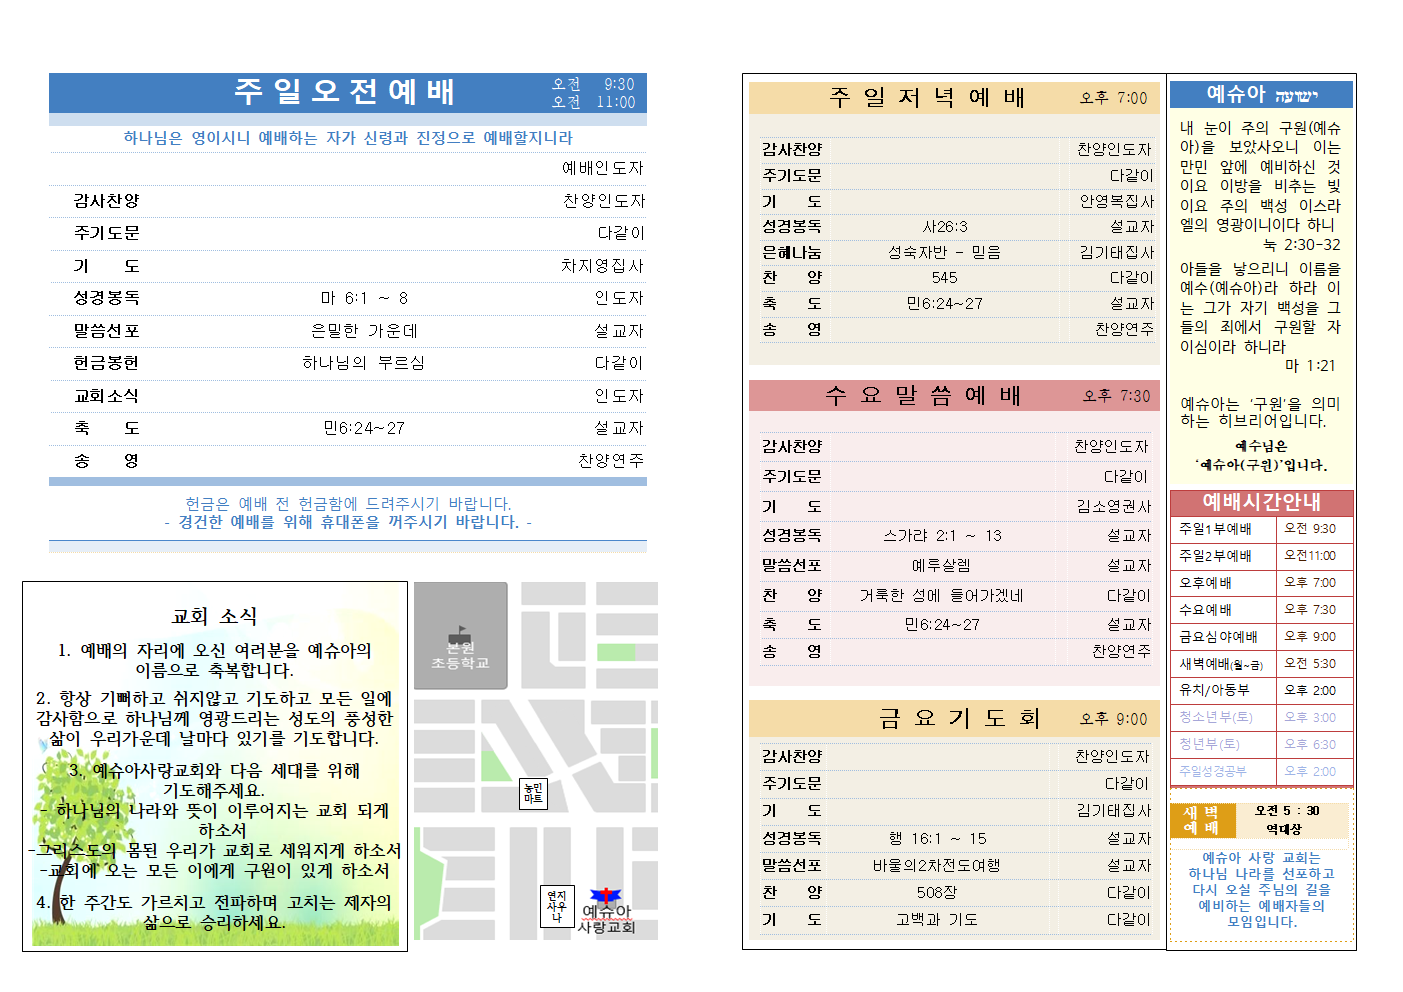 주일오전예배
오전 9:30
오전 11:00
하나님은 영이시니 예배하는 자가 신령과 진정으로 예배할지니라
예배인도자
감사찬양 찬양인도자
주기도문 다같이
기 도 차지영집사
성경봉독 마 6:1 ~ 8 인도자
말씀선포 은밀한 가운데 설교자
헌금봉헌 하나님의 부르심 다같이
교회소식 인도자
축 도 민6:24~27 설교자
송 영 찬양연주
헌금은 예배 전 헌금함에 드려주시기 바랍니다.
- 경건한 예배를 위해 휴대폰을 꺼주시기 바랍니다. -
교회 소식
1. 예배의 자리에 오신 여러분을 예슈아의
이름으로 축복합니다.
2. 항상 기뻐하고 쉬지않고 기도하고 모든 일에
감사함으로 하나님께 영광드리는 성도의 풍성한
삶이 우리가운데 날마다 있기를 기도합니다.
3. 예슈아사랑교회와 다음 세대를 위해
기도해주세요.
- 하나님의 나라와 뜻이 이루어지는 교회 되게
하소서
-그리스도의 몸된 우리가 교회로 세워지게 하소서
-교회에 오는 모든 이에게 구원이 있게 하소서
4. 한 주간도 가르치고 전파하며 고치는 제자의
삶으로 승리하세요.
본원
초등학교
농민
마트
연지
사우
나
예슈아
사랑교회
주일저녁예배 오후 7:00
감사찬양 찬양인도자
주기도문 다같이
기 도 안영복집사
성경봉독 사26:3 설교자
은혜나눔 성숙자반 - 믿음 김기태집사
찬 양 545 다같이
축 도 민6:24~27 설교자
송 영 찬양연주
수요말씀예배 오후 7:30
감사찬양 찬양인도자
주기도문 다같이
기 도 김소영권사
성경봉독 스가랴 2:1 ~ 13 설교자
말씀선포 예루살렘 설교자
찬 양 거룩한 성에 들어가겠네 다같이
축 도 민6:24~27 설교자
송 영 찬양연주
금요기도회 오후 9:00
감사찬양 찬양인도자
주기도문 다같이
기 도 김기태집사
성경봉독 행 16:1 ~ 15 설교자
말씀선포 바울의2차전도여행 설교자
찬 양 508장 다같이
기 도 고백과 기도 다같이
예슈아 ישועה
내 눈이 주의 구원(예슈
아)을 보았사오니 이는
만민 앞에 예비하신 것
이요 이방을 비추는 빛
이요 주의 백성 이스라
엘의 영광이니이다 하니
눅 2:30-32
아들을 낳으리니 이름을
예수(예슈아)라 하라 이
는 그가 자기 백성을 그
들의 죄에서 구원할 자
이심이라 하니라
마 1:21
예슈아는 '구원'을 의미
하는 히브리어입니다.
예수님은
'예슈아(구원)'입니다.
예배시간안내
주일1부예배 오전 9:30
주일2부예배 오전11:00
오후예배 오후 7:00
수요예배 오후 7:30
금요심야예배 오후 9:00
새벽예배(월~금) 오전 5:30
유치/아동부 오후 2:00
청소년부(토) 오후 3:00
청년부(토) 오후 6:30
주일성경공부 오후 2:00
새벽 오전 5 : 30
예배 역대상
예슈아 사랑 교회는
하나님 나라를 선포하고
다시 오실 주님의 길을
예비하는 예배자들의
모임입니다.